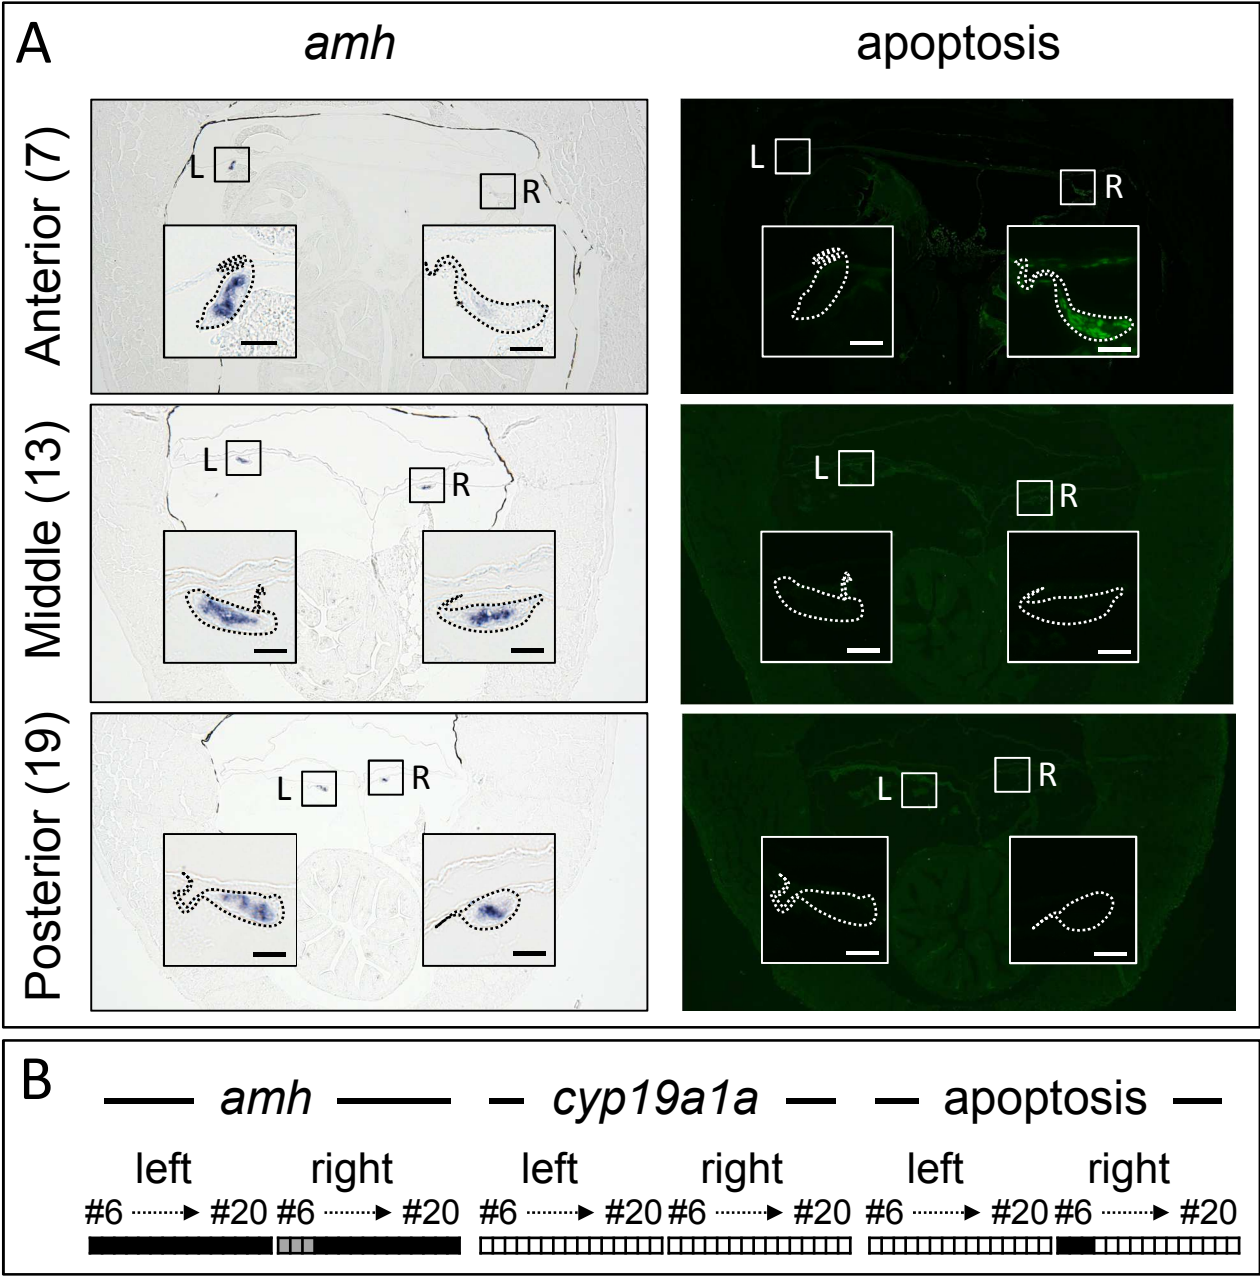 A
amh
apoptosis
Anterior (7)
L
R
L
R
Middle (13)
L
R
L
R
Posterior (19)
L
R
L
R
B
amh
cyp19a1a
apoptosis
left right left right left right
#6 #20 #6 #20 #6 #20 #6 #20 #6 #20 #6 #20